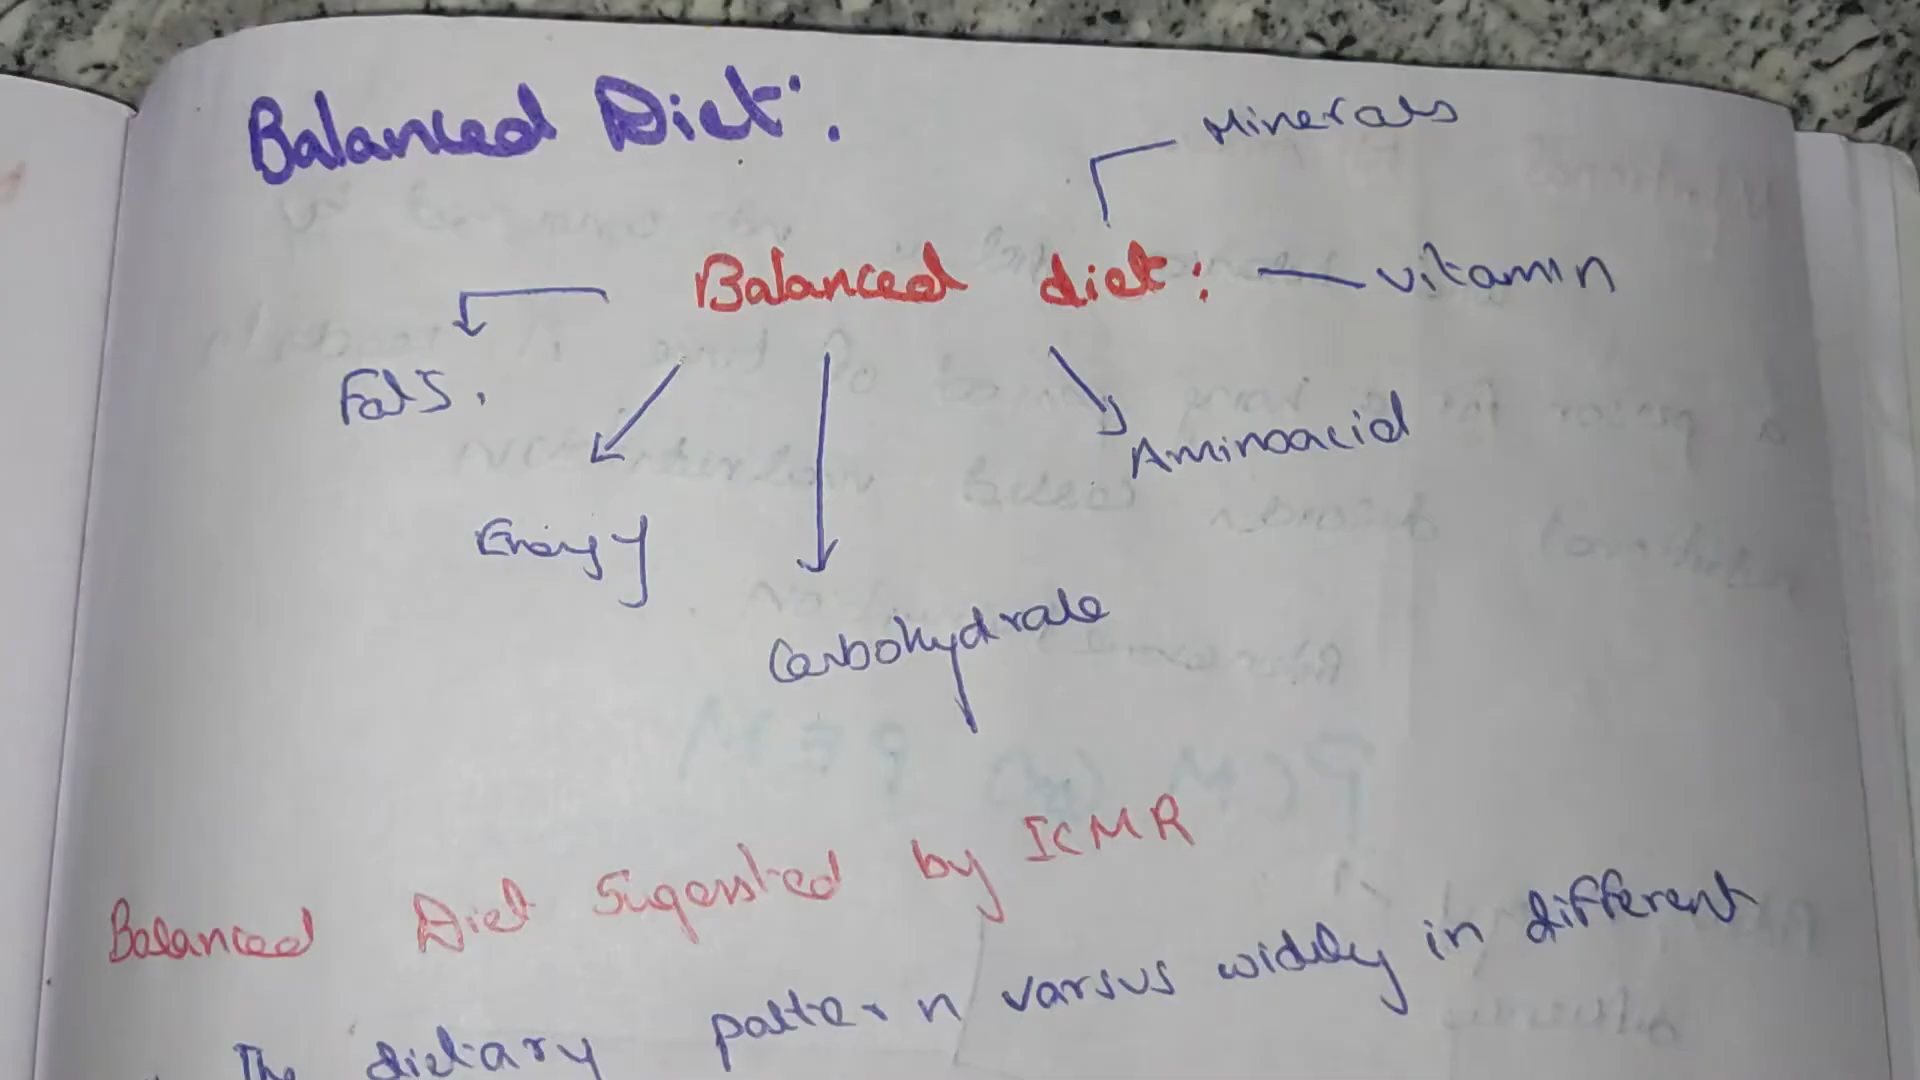 Balanced Diet:
Minerals
Balanced diet:
vitamin
Fats.
Aminoacid
Energy
Carbohydrate
Balanced Diet Sugested by ICMR
The dietary pattern varsus widely in different